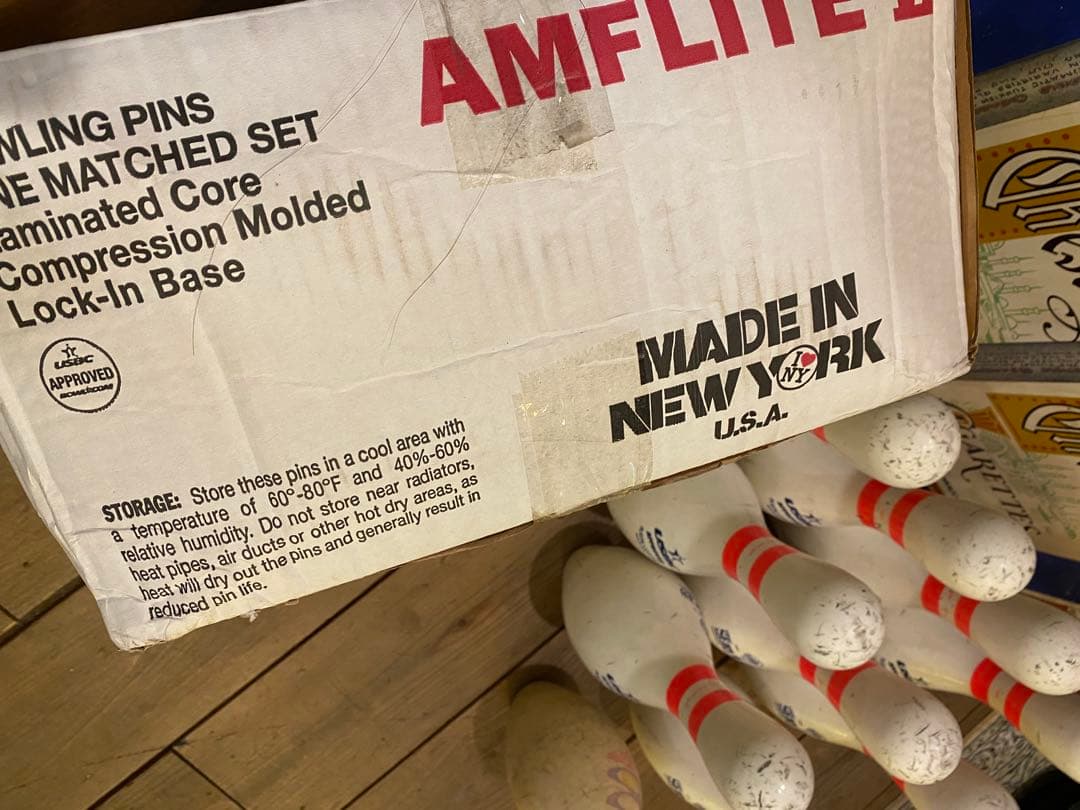 AMFLITE II
WLING PINS
NE MATCHED SET
aminated Core
Compression Molded
Lock-In Base
USBC
APPROVED
BOWL.COM
MADE IN
NEW YORK
I ♥
NY
U.S.A.
STORAGE: Store these pins in a cool area with
a temperature of 60°-80°F and 40%-60%
relative humidity. Do not store near radiators,
heat pipes, air ducts or other hot dry areas, as
heat will dry out the pins and generally result in
reduced pin life.